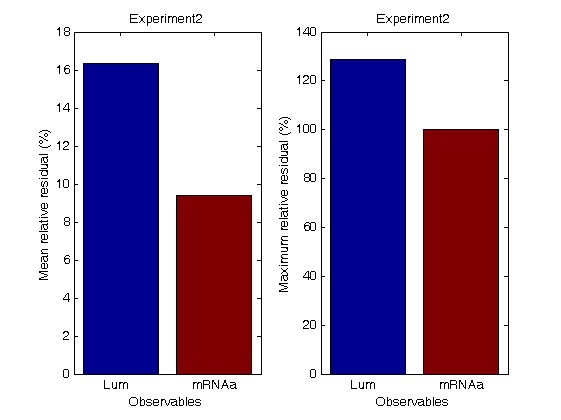 Experiment2
18
16
14
12
10
8
6
4
2
0
Mean relative residual (%)
Lum mRNAa
Observables
Experiment2
140
120
100
80
60
40
20
0
Maximum relative residual (%)
Lum mRNAa
Observables